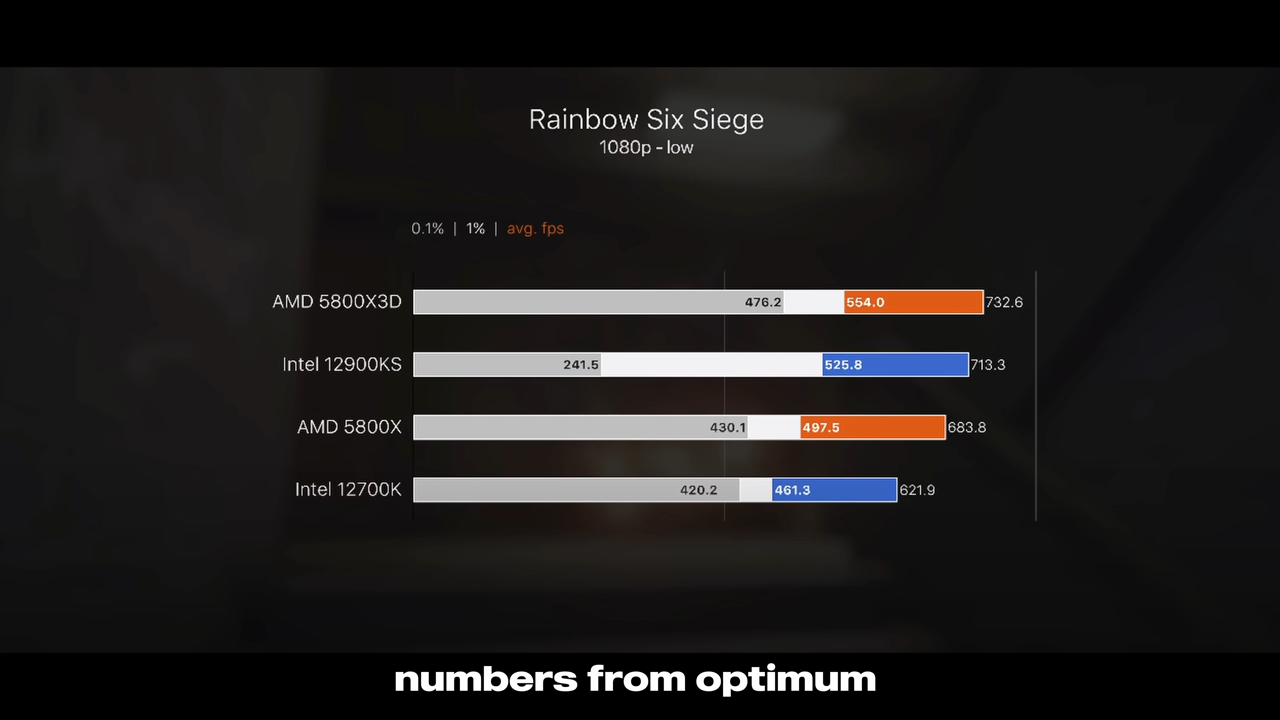 Rainbow Six Siege
1080p - low
0.1% | 1% | avg. fps
AMD 5800X3D 476.2 554.0 732.6
Intel 12900KS 241.5 525.8 713.3
AMD 5800X 430.1 497.5 683.8
Intel 12700K 420.2 461.3 621.9
numbers from optimum